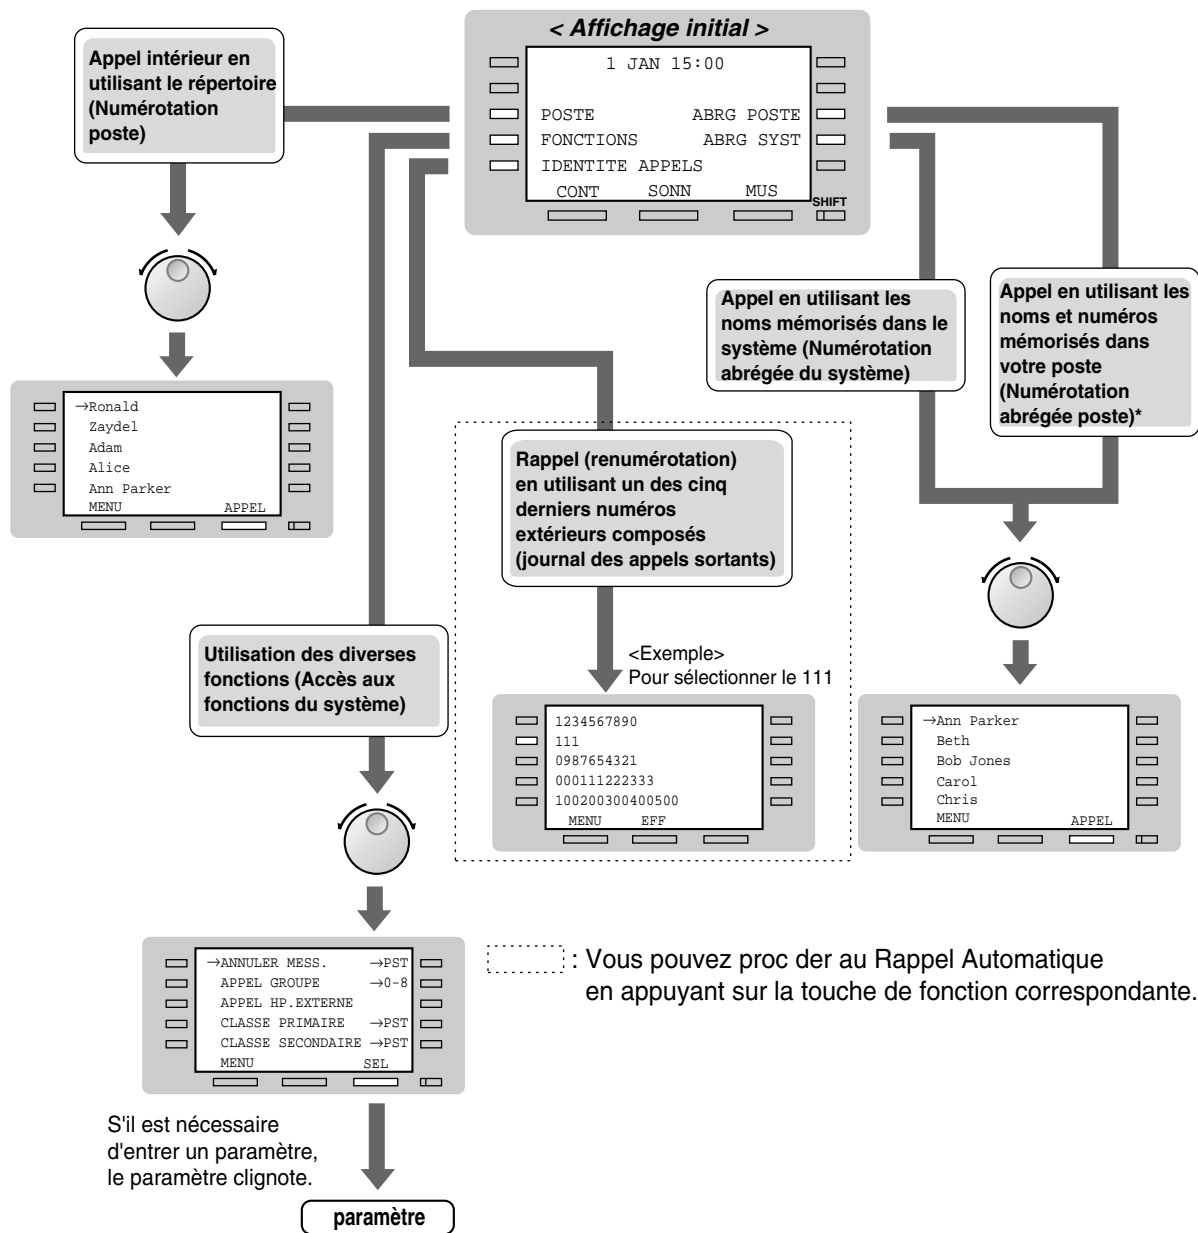 < Affichage initial >
1 JAN 15:00
POSTE ABRG POSTE
FONCTIONS ABRG SYST
IDENTITE APPELS
CONT SONN MUS
SHIFT
Appel intérieur en
utilisant le répertoire
(Numérotation
poste)
→Ronald
Zaydel
Adam
Alice
Ann Parker
MENU APPEL
Appel en utilisant les
noms mémorisés dans le
système (Numérotation
abrégée du système)
Appel en utilisant les
noms et numéros
mémorisés dans
votre poste
(Numérotation
abrégée poste)*
Rappel (renumérotation)
en utilisant un des cinq
derniers numéros
extérieurs composés
(journal des appels sortants)
<Exemple>
Pour sélectionner le 111
1234567890
111
0987654321
000111222333
100200300400500
MENU EFF
→Ann Parker
Beth
Bob Jones
Carol
Chris
MENU APPEL
Utilisation des diverses
fonctions (Accès aux
fonctions du système)
→ANNULER MESS. →PST
APPEL GROUPE →0-8
APPEL HP.EXTERNE
CLASSE PRIMAIRE →PST
CLASSE SECONDAIRE →PST
MENU SEL
: Vous pouvez proc der au Rappel Automatique
en appuyant sur la touche de fonction correspondante.
S'il est nécessaire
d'entrer un paramètre,
le paramètre clignote.
paramètre